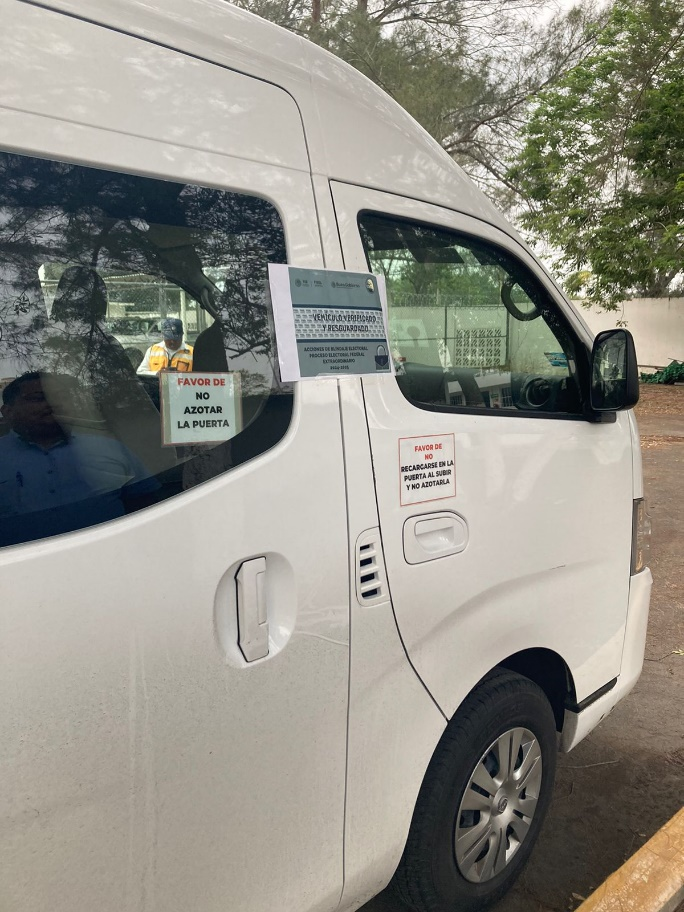 VEHÍCULO VERIFICADO
Y RESGUARDADO
ACCIONES DE BLINDAJE ELECTORAL
PROCESO ELECTORAL FEDERAL
EXTRAORDINARIO
FAVOR DE
NO
AZOTAR
LA PUERTA
FAVOR DE
NO
RECARGARSE EN LA
PUERTA AL SUBIR
Y NO AZOTARLA